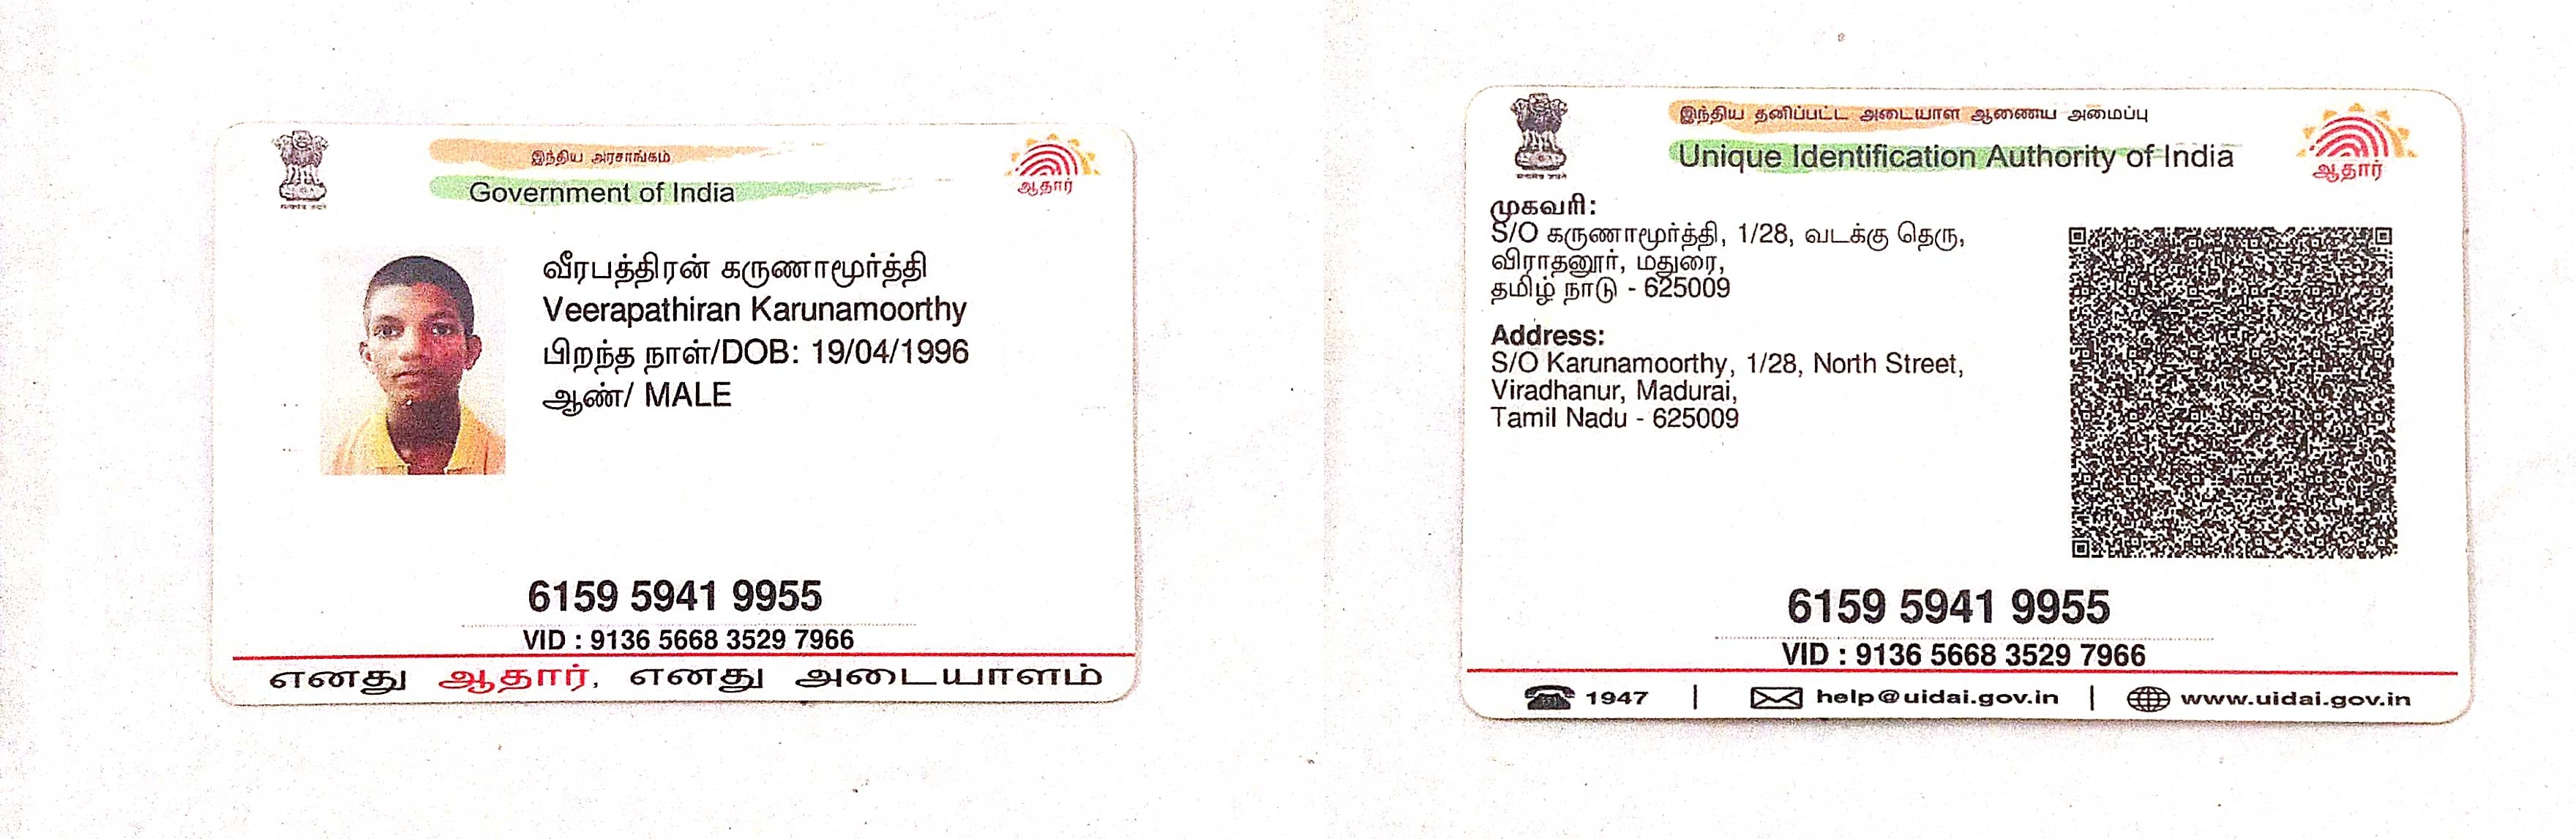 இந்திய அரசாங்கம்
Government of India
ஆதார்
வீரபத்திரன் கருணாமூர்த்தி
Veerapathiran Karunamoorthy
பிறந்த நாள்/DOB: 19/04/1996
ஆண்/ MALE
6159 5941 9955
VID : 9136 5668 3529 7966
எனது ஆதார், எனது அடையாளம்
இந்திய தனிப்பட்ட அடையாள ஆணைய அமைப்பு
Unique Identification Authority of India
ஆதார்
முகவரி:
S/O கருணாமூர்த்தி, 1/28, வடக்கு தெரு,
விராதனூர், மதுரை,
தமிழ் நாடு - 625009
Address:
S/O Karunamoorthy, 1/28, North Street,
Viradhanur, Madurai,
Tamil Nadu - 625009
6159 5941 9955
VID : 9136 5668 3529 7966
1947 | help@uidai.gov.in | www.uidai.gov.in